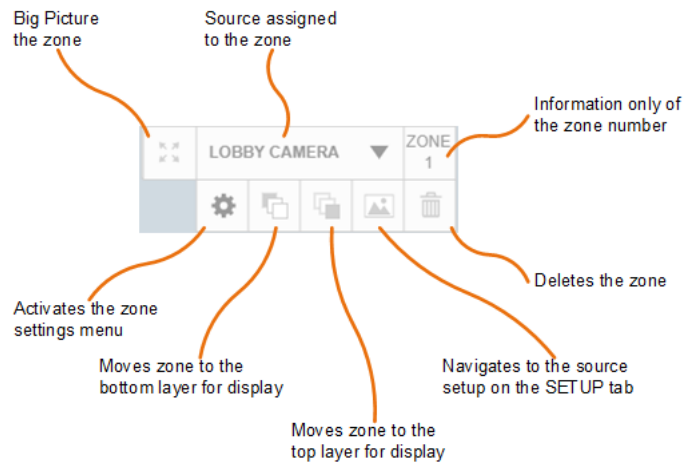 Big Picture
the zone
Source assigned
to the zone
Information only of
the zone number
LOBBY CAMERA
ZONE
1
Deletes the zone
Activates the zone
settings menu
Moves zone to the
bottom layer for display
Navigates to the source
setup on the SETUP tab
Moves zone to the
top layer for display